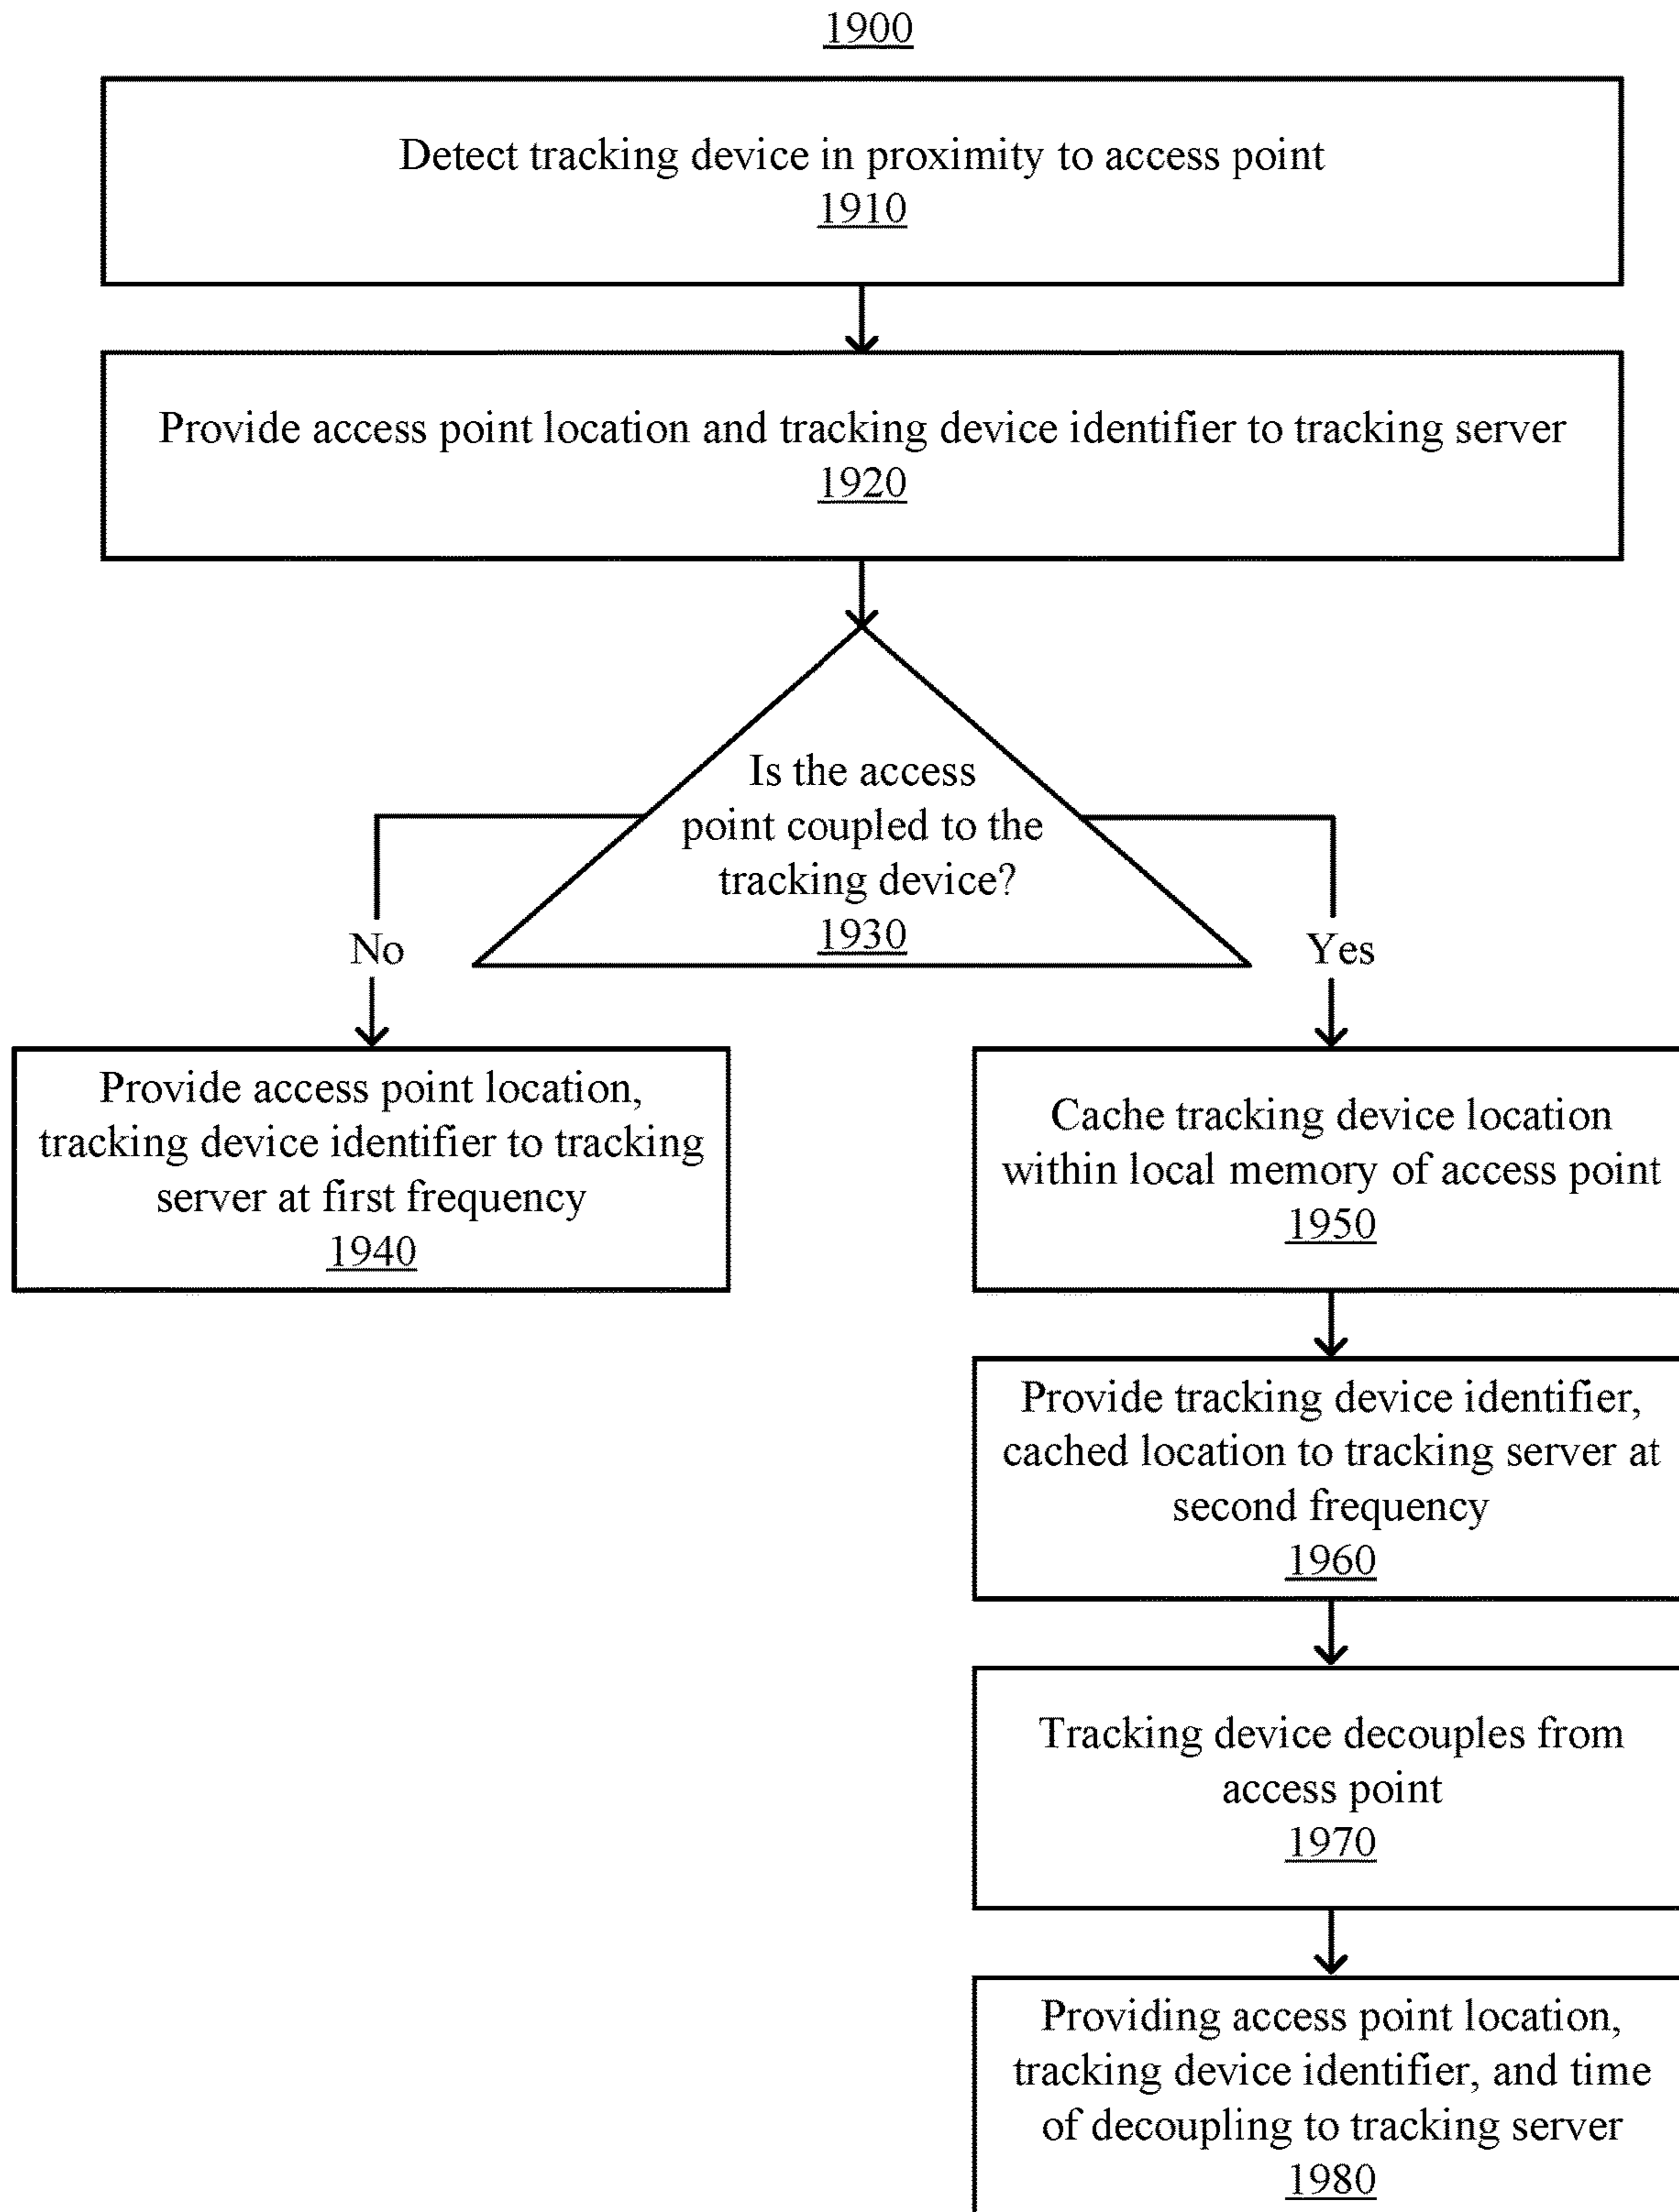 1900
Detect tracking device in proximity to access point
1910
Provide access point location and tracking device identifier to tracking server
1920
Is the access
point coupled to the
tracking device?
1930
No
Yes
Provide access point location,
tracking device identifier to tracking
server at first frequency
1940
Cache tracking device location
within local memory of access point
1950
Provide tracking device identifier,
cached location to tracking server at
second frequency
1960
Tracking device decouples from
access point
1970
Providing access point location,
tracking device identifier, and time
of decoupling to tracking server
1980